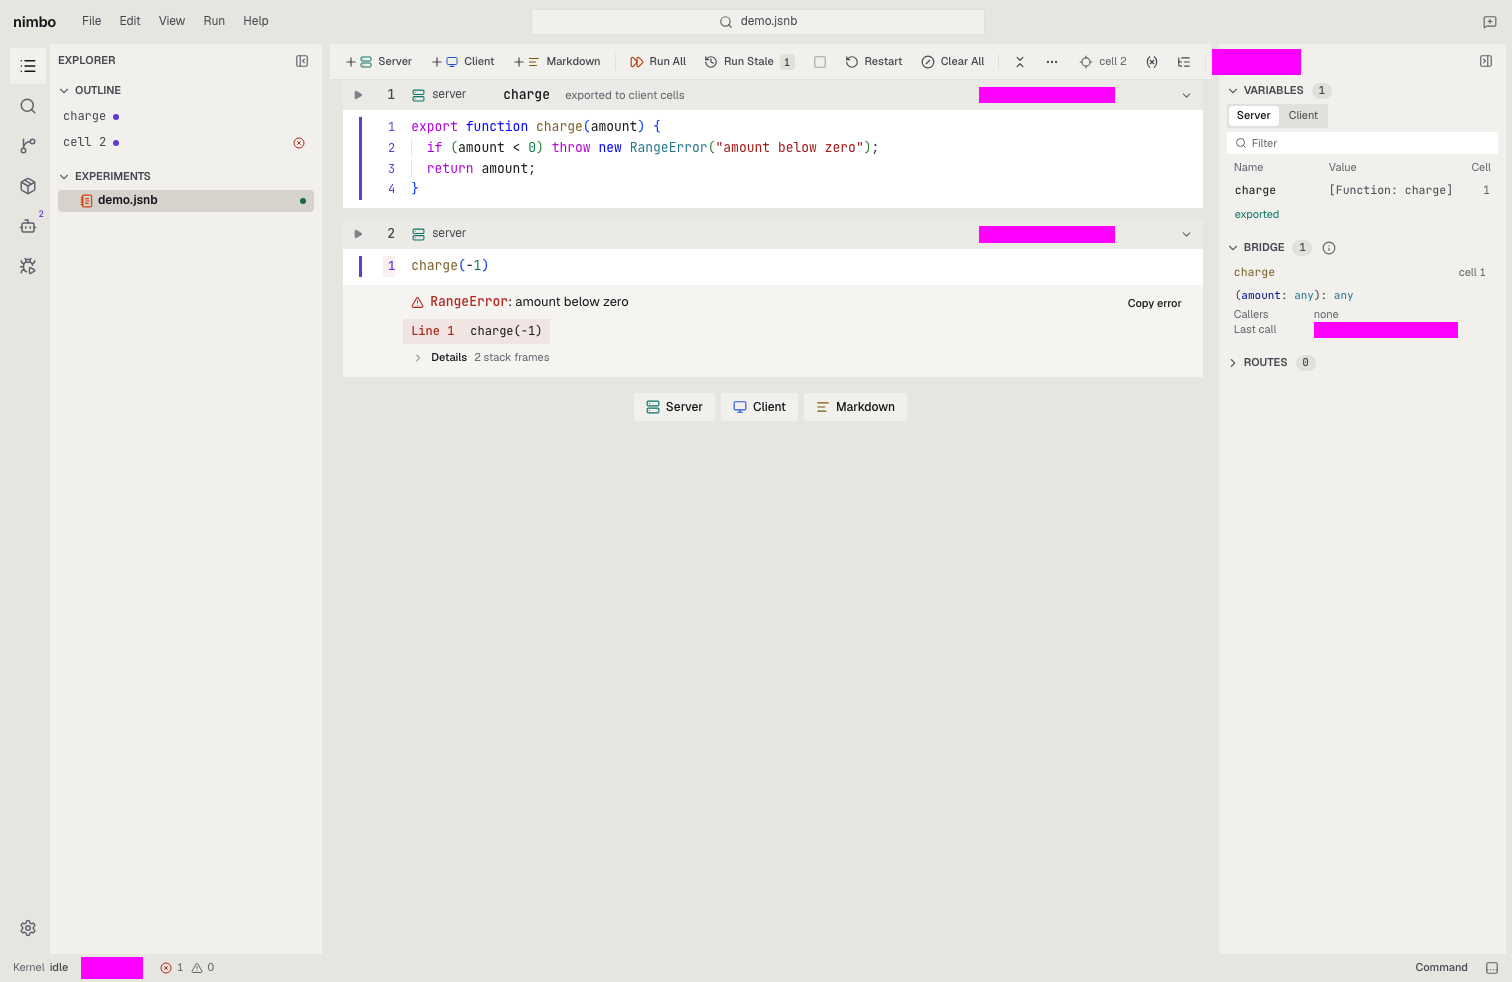 nimbo File Edit View Run Help demo.jsnb
EXPLORER
OUTLINE
charge
cell 2
EXPERIMENTS
demo.jsnb
2
Server Client Markdown Run All Run Stale 1 Restart Clear All cell 2
1 server charge exported to client cells
1 export function charge(amount) {
2 if (amount < 0) throw new RangeError("amount below zero");
3 return amount;
4 }
2 server
1 charge(-1)
RangeError: amount below zero Copy error
Line 1 charge(-1)
Details 2 stack frames
Server Client Markdown
VARIABLES 1
Server Client
Filter
Name Value Cell
charge [Function: charge] 1
exported
BRIDGE 1
charge cell 1
(amount: any): any
Callers none
Last call
ROUTES 0
Kernel idle 1 0 Command